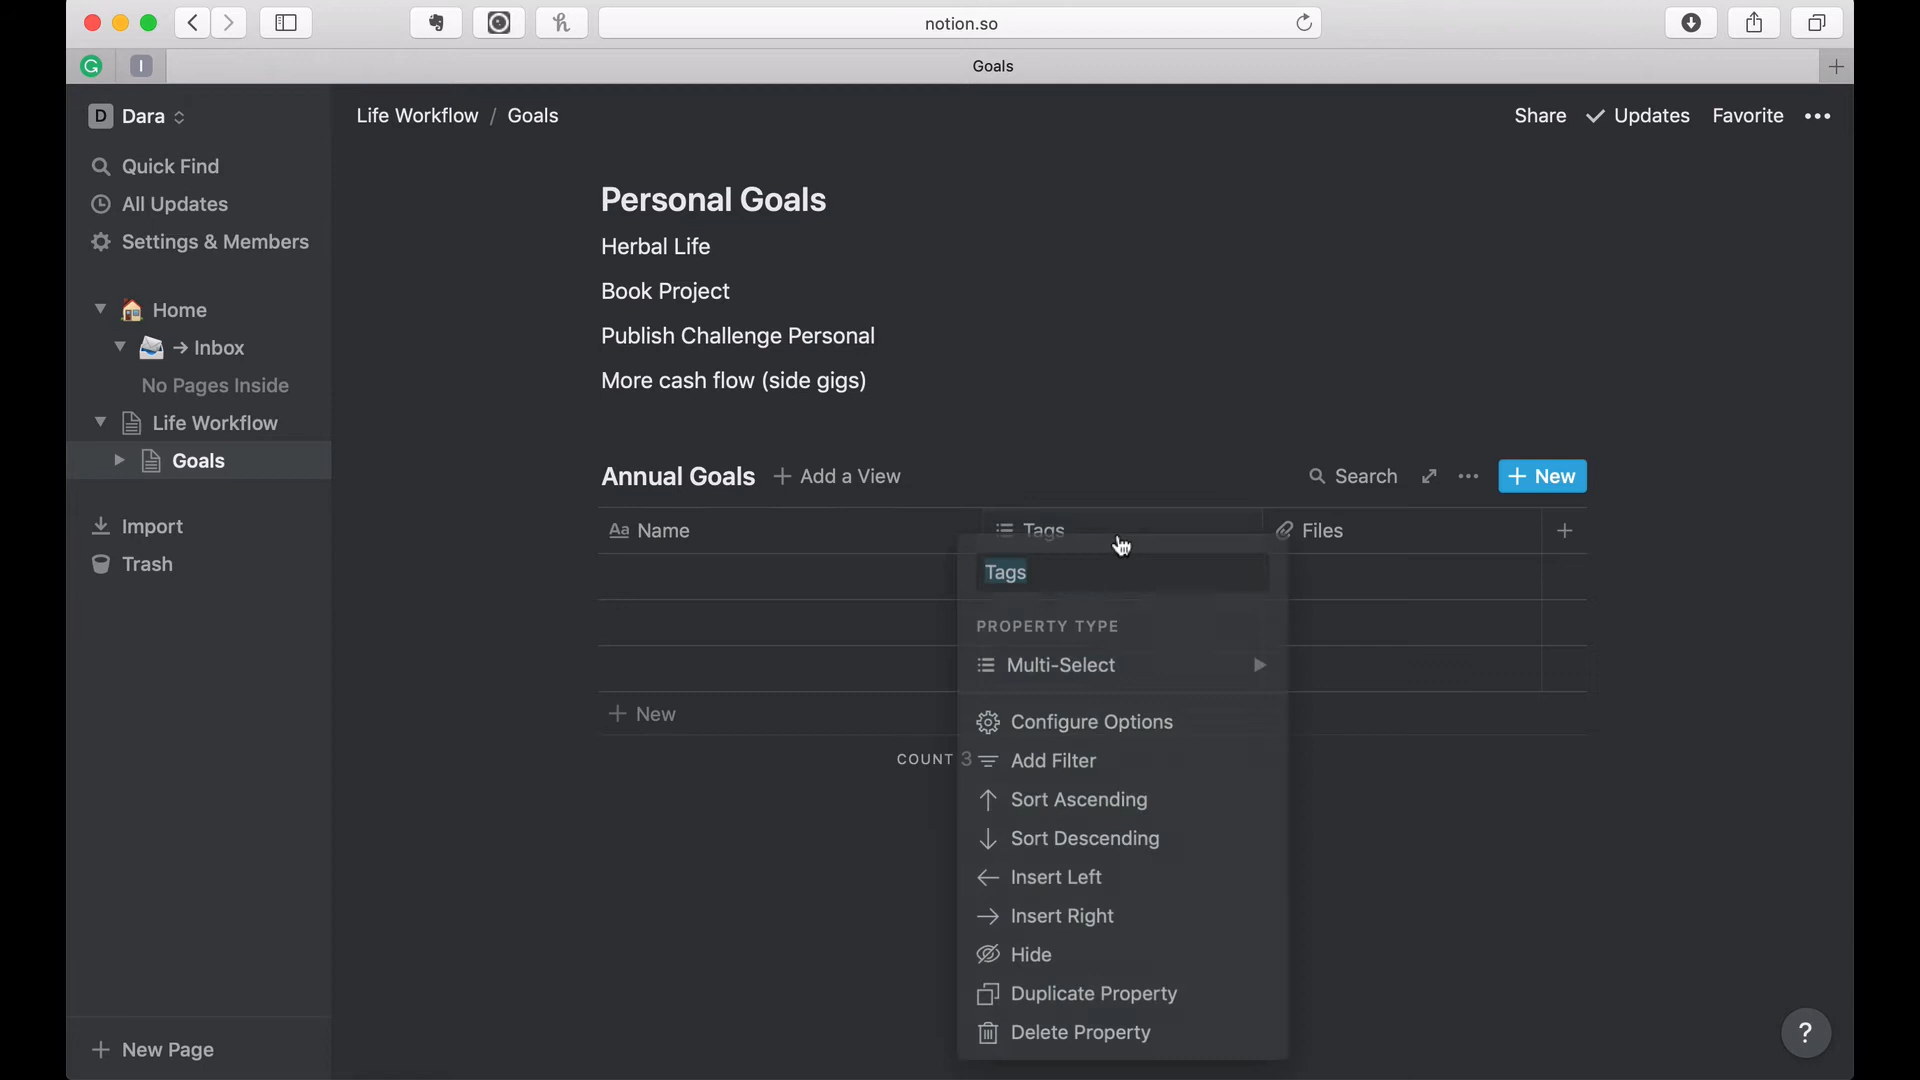 notion.so
I
Goals
D Dara
Life Workflow / Goals
Share
Updates
Favorite
Quick Find
All Updates
Settings & Members
Home
→ Inbox
No Pages Inside
Life Workflow
Goals
Import
Trash
New Page
Personal Goals
Herbal Life
Book Project
Publish Challenge Personal
More cash flow (side gigs)
Annual Goals + Add a View
Search
+ New
Aa Name
Tags
Files
+
+ New
COUNT 3
Tags
PROPERTY TYPE
Multi-Select
Configure Options
Add Filter
Sort Ascending
Sort Descending
Insert Left
Insert Right
Hide
Duplicate Property
Delete Property
?